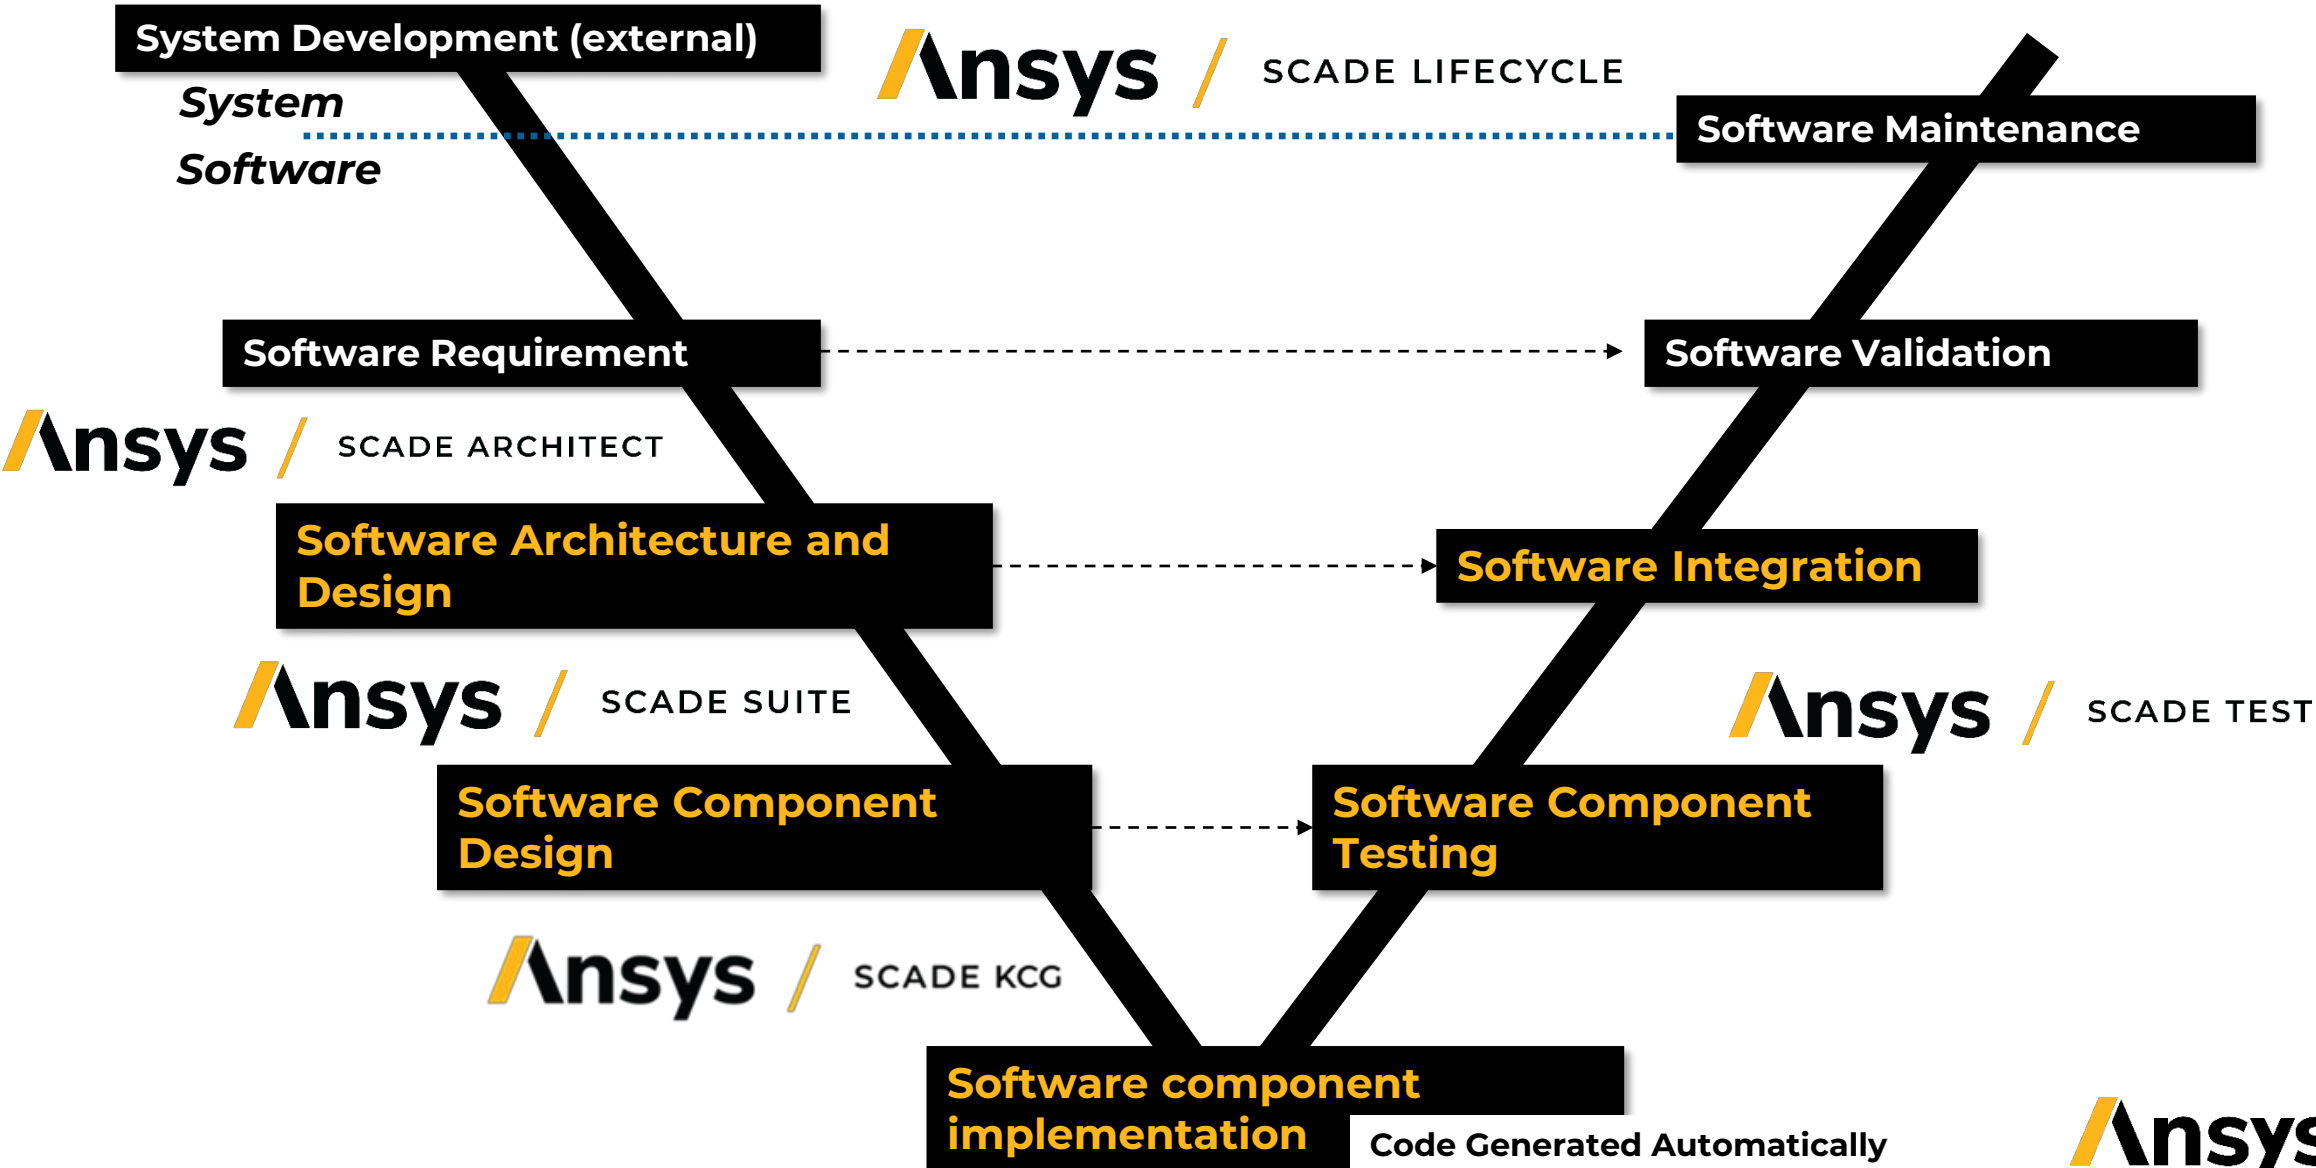 System Development (external)
Ansys / SCADE LIFECYCLE
System
Software Maintenance
Software
Software Requirement
Software Validation
Ansys / SCADE ARCHITECT
Software Architecture and
Design
Software Integration
Ansys / SCADE SUITE
Ansys / SCADE TEST
Software Component
Design
Software Component
Testing
Ansys / SCADE KCG
Software component
implementation
Code Generated Automatically
Ansys